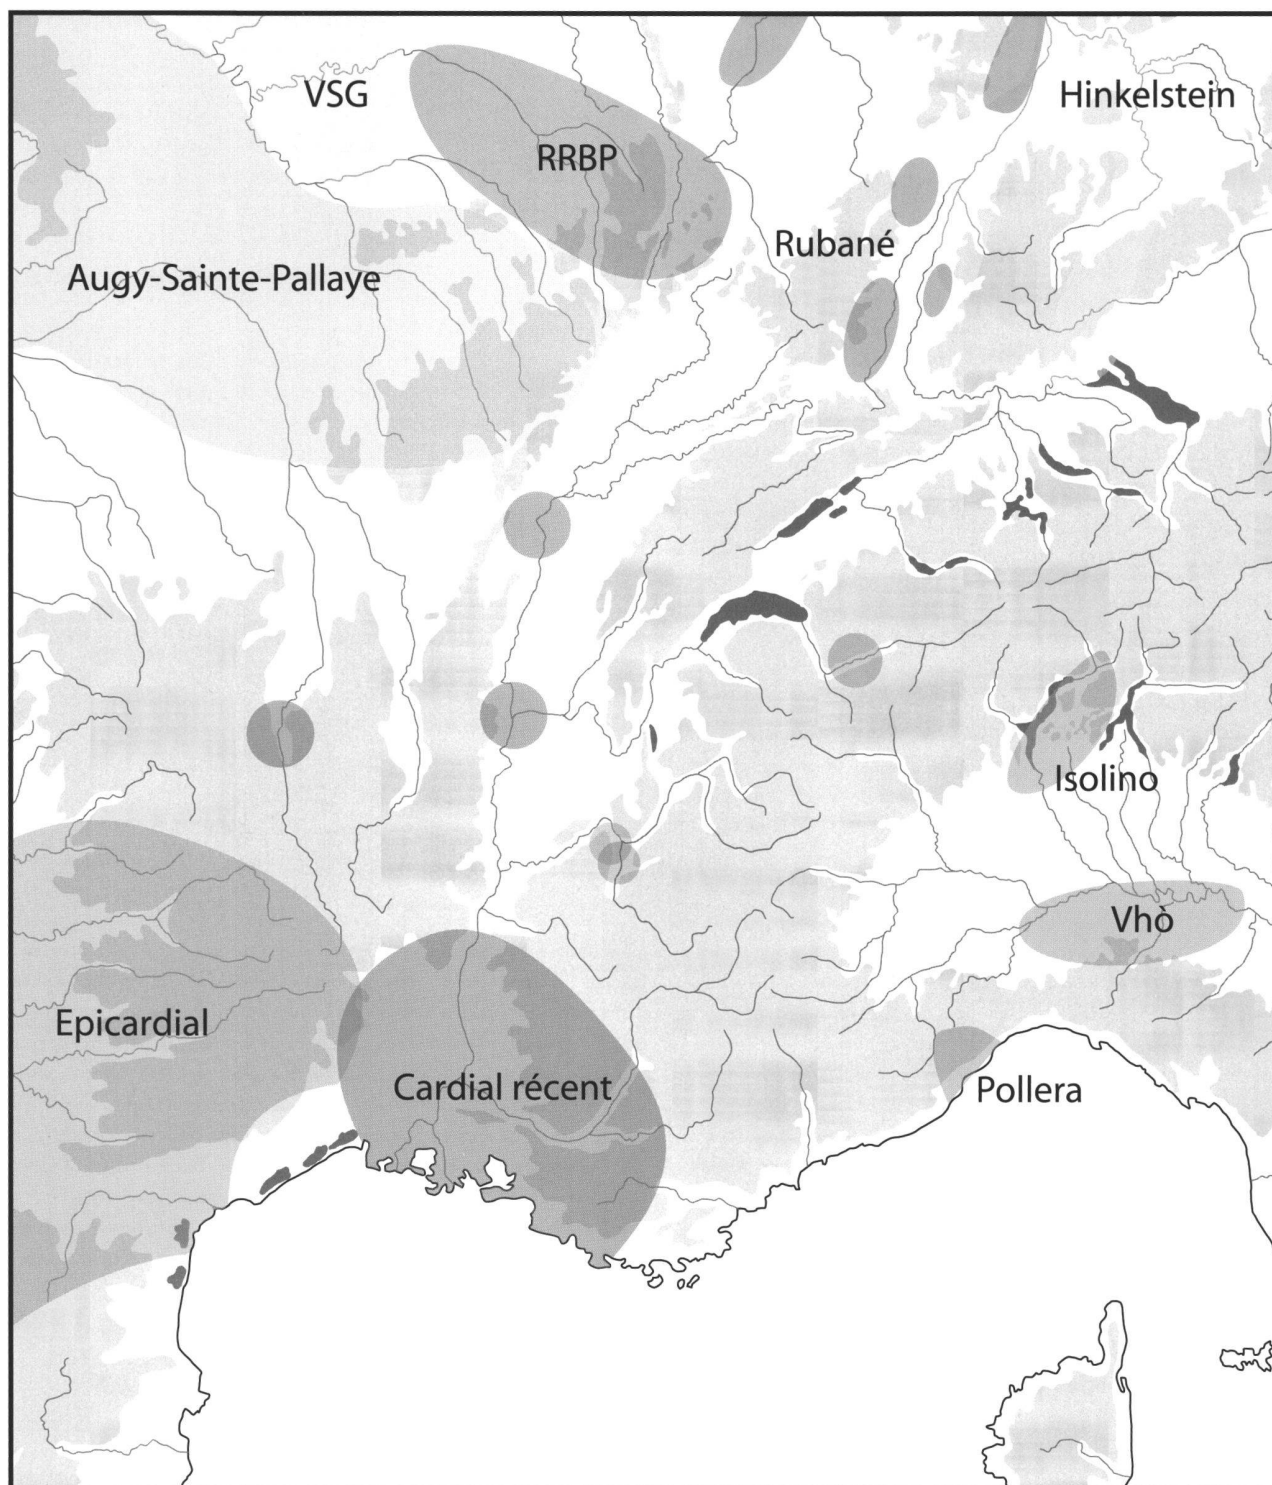 VSG
Hinkelstein
RRBP
Rubané
Augy-Sainte-Pallaye
Isolino
Vhò
Epicardial
Cardial récent
Pollera